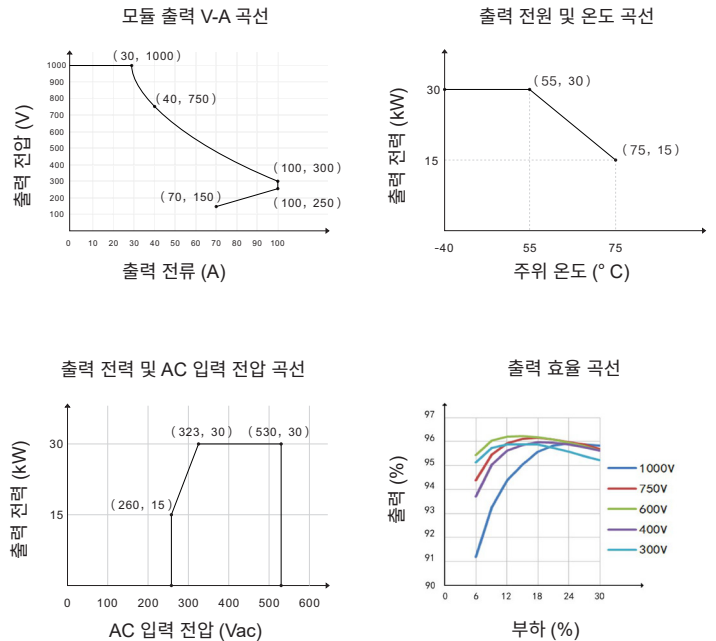 모듈 출력 V-A 곡선
출력 전압 (V)
1000
900
800
700
600
500
400
300
200
100
(30, 1000)
(40, 750)
(100, 300)
(70, 150)
(100, 250)
0 10 20 30 40 50 60 70 80 90 100
출력 전류 (A)
출력 전원 및 온도 곡선
출력 전력 (kW)
30
15
(55, 30)
(75, 15)
-40 55 75
주위 온도 (° C)
출력 전력 및 AC 입력 전압 곡선
출력 전력 (kW)
30
15
(323, 30) (530, 30)
(260, 15)
0 100 200 300 400 500 600
AC 입력 전압 (Vac)
출력 효율 곡선
출력 (%)
97
96
95
94
93
92
91
90
1000V
750V
600V
400V
300V
0 6 12 18 24 30
부하 (%)